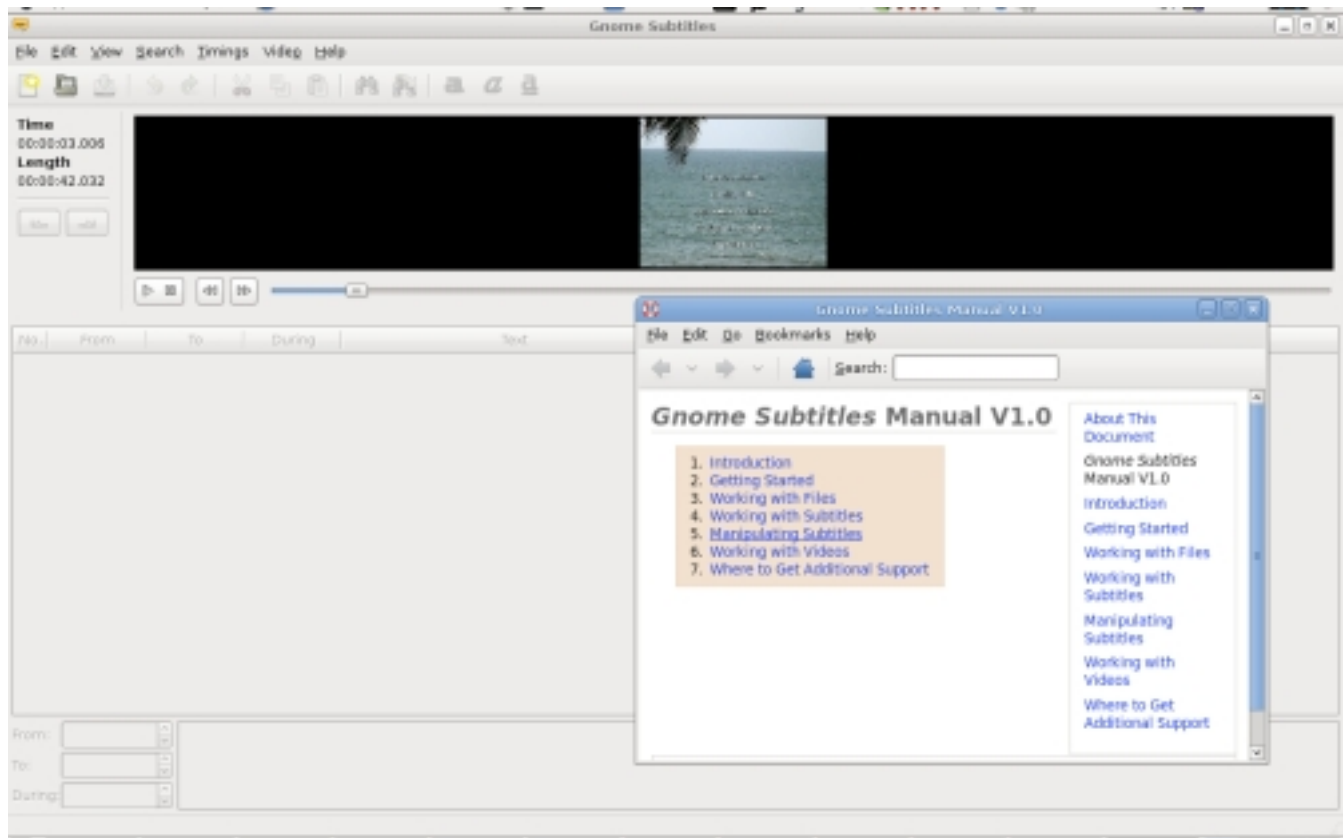 Gnome Subtitles
File Edit View Search Timings Video Help
Time
00:00:03.006
Length
00:00:42.032
No. From To During Text
From:
To:
During:
Gnome Subtitles Manual V1.0
File Edit Go Bookmarks Help
Search:
Gnome Subtitles Manual V1.0
1. Introduction
2. Getting Started
3. Working with Files
4. Working with Subtitles
5. Manipulating Subtitles
6. Working with Videos
7. Where to Get Additional Support
About This
Document
Gnome Subtitles
Manual V1.0
Introduction
Getting Started
Working with Files
Working with
Subtitles
Manipulating
Subtitles
Working with
Videos
Where to Get
Additional Support